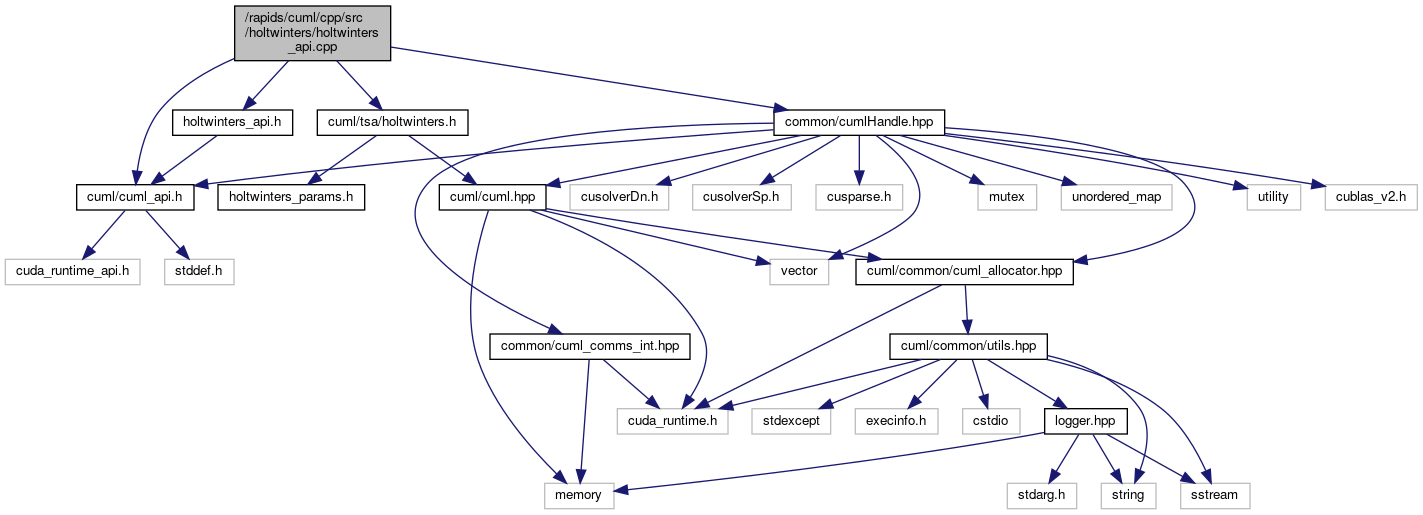 /rapids/cuml/cpp/src
/holtwinters/holtwinters
_api.cpp
holtwinters_api.h
cuml/tsa/holtwinters.h
common/cumlHandle.hpp
cuml/cuml_api.h
holtwinters_params.h
cuml/cuml.hpp
cusolverDn.h
cusolverSp.h
cusparse.h
mutex
unordered_map
utility
cublas_v2.h
cuda_runtime_api.h
stddef.h
vector
cuml/common/cuml_allocator.hpp
common/cuml_comms_int.hpp
cuml/common/utils.hpp
cuda_runtime.h
stdexcept
execinfo.h
cstdio
logger.hpp
memory
stdarg.h
string
sstream